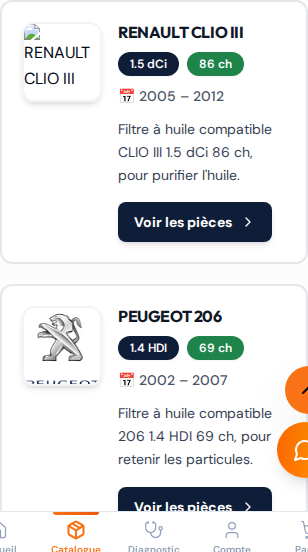 RENAULT CLIO III
RENAULT
CLIO III
1.5 dCi 86 ch
2005 – 2012
Filtre à huile compatible
CLIO III 1.5 dCi 86 ch,
pour purifier l'huile.
Voir les pièces
PEUGEOT 206
PEUGEOT
1.4 HDI 69 ch
2002 – 2007
Filtre à huile compatible
206 1.4 HDI 69 ch, pour
retenir les particules.
Voir les pièces
Catalogue Diagnostic Compte